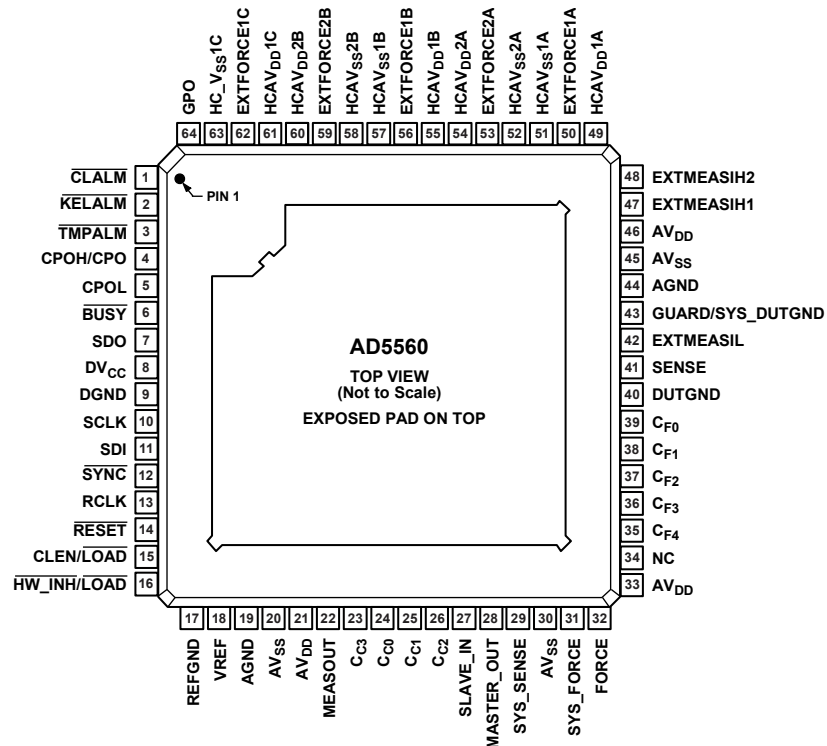 GPO
HC_VSS1C
EXTFORCE1C
HCAVDD1C
HCAVDD2B
EXTFORCE2B
HCAVSS2B
HCAVSS1B
EXTFORCE1B
HCAVDD1B
HCAVDD2A
EXTFORCE2A
HCAVSS2A
HCAVSS1A
EXTFORCE1A
HCAVDD1A
64 63 62 61 60 59 58 57 56 55 54 53 52 51 50 49
CLALM 1
KELALM 2
TMPALM 3
CPOH/CPO 4
CPOL 5
BUSY 6
SDO 7
DVCC 8
DGND 9
SCLK 10
SDI 11
SYNC 12
RCLK 13
RESET 14
CLEN/LOAD 15
HW_INH/LOAD 16
PIN 1
AD5560
TOP VIEW
(Not to Scale)
EXPOSED PAD ON TOP
48 EXTMEASIH2
47 EXTMEASIH1
46 AVDD
45 AVSS
44 AGND
43 GUARD/SYS_DUTGND
42 EXTMEASIL
41 SENSE
40 DUTGND
39 CF0
38 CF1
37 CF2
36 CF3
35 CF4
34 NC
33 AVDD
17 18 19 20 21 22 23 24 25 26 27 28 29 30 31 32
REFGND
VREF
AGND
AVSS
AVDD
MEASOUT
CC3
CC0
CC1
CC2
SLAVE_IN
MASTER_OUT
SYS_SENSE
AVSS
SYS_FORCE
FORCE